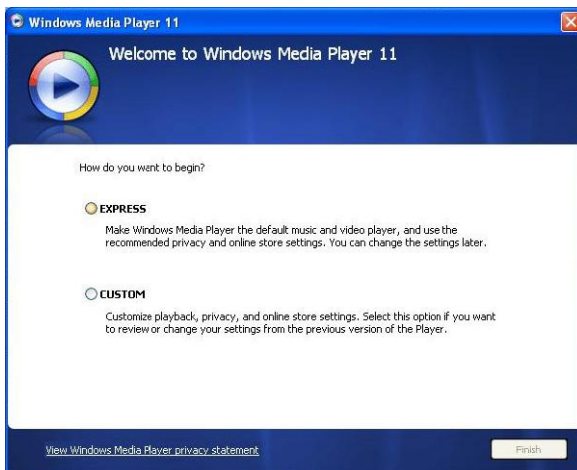 Windows Media Player 11
Welcome to Windows Media Player 11
How do you want to begin?
EXPRESS
Make Windows Media Player the default music and video player, and use the
recommended privacy and online store settings. You can change the settings later.
CUSTOM
Customize playback, privacy, and online store settings. Select this option if you want
to review or change your settings from the previous version of the Player.
View Windows Media Player privacy statement
Finish